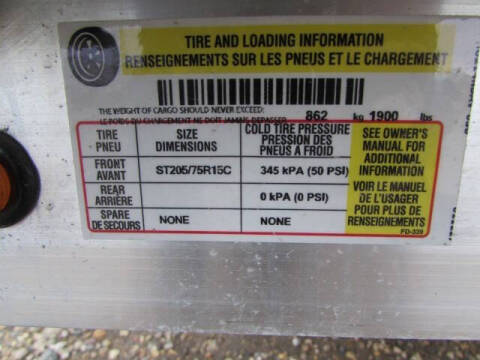 TIRE AND LOADING INFORMATION
RENSEIGNEMENTS SUR LES PNEUS ET LE CHARGEMENT
THE WEIGHT OF CARGO SHOULD NEVER EXCEED:
LE POIDS DU CHARGEMENT NE DOIT JAMAIS DEPASSER 862 kg 1900 lbs
TIRE PNEU SIZE DIMENSIONS COLD TIRE PRESSURE PRESSION DES PNEUS A FROID
SEE OWNER'S MANUAL FOR ADDITIONAL INFORMATION
FRONT AVANT ST205/75R15C 345 kPA (50 PSI)
REAR ARRIÈRE 0 kPA (0 PSI)
VOIR LE MANUEL DE L'USAGER POUR PLUS DE RENSEIGNEMENTS
SPARE DE SECOURS NONE NONE
FD-339